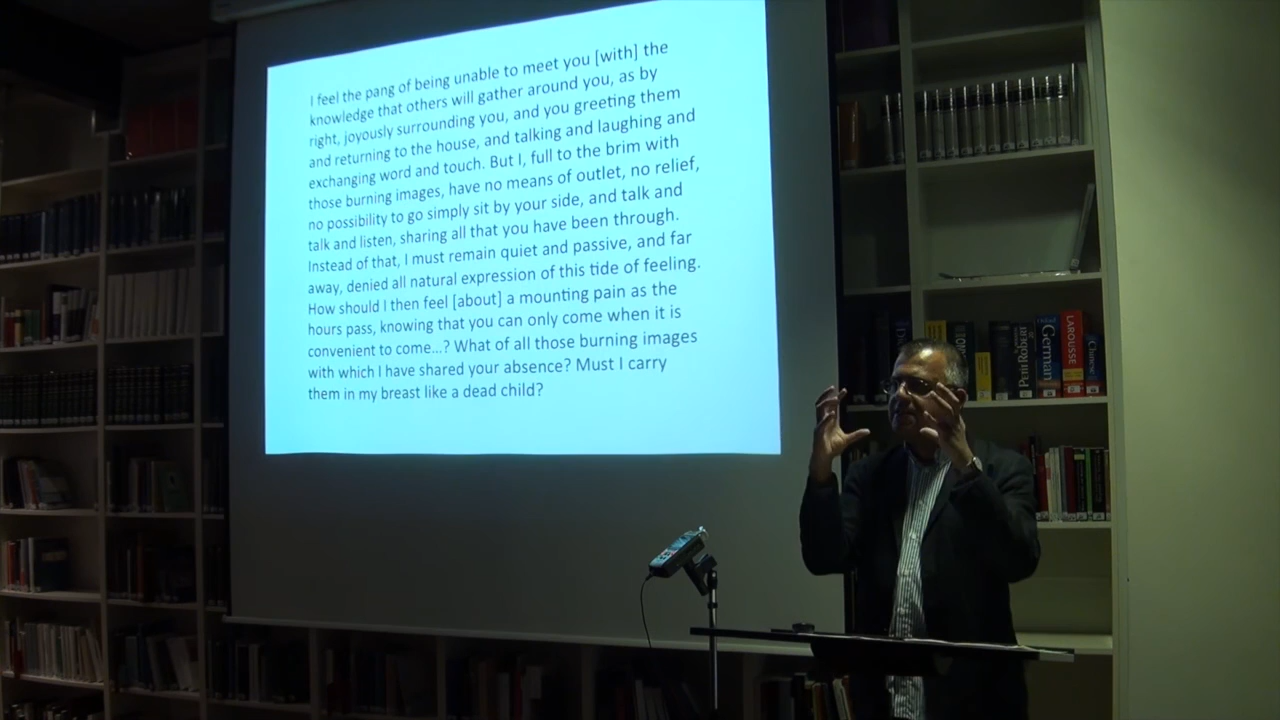 I feel the pang of being unable to meet you [with] the
knowledge that others will gather around you, as by
right, joyously surrounding you, and you greeting them
and returning to the house, and talking and laughing and
exchanging word and touch. But I, full to the brim with
those burning images, have no means of outlet, no relief,
no possibility to go simply sit by your side, and talk and
talk and listen, sharing all that you have been through.
Instead of that, I must remain quiet and passive, and far
away, denied all natural expression of this tide of feeling.
How should I then feel [about] a mounting pain as the
hours pass, knowing that you can only come when it is
convenient to come...? What of all those burning images
with which I have shared your absence? Must I carry
them in my breast like a dead child?
Petit Robert
German
LAROUSSE
Chinese